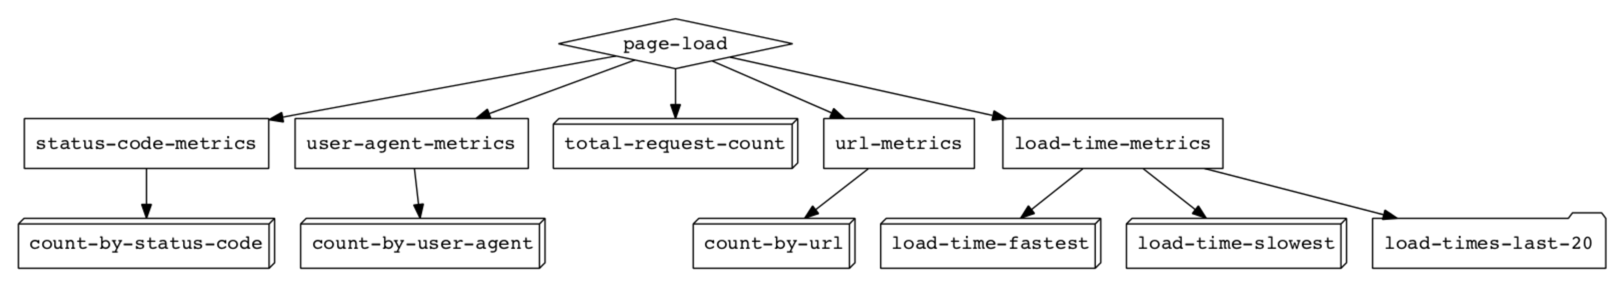 page-load
status-code-metrics
user-agent-metrics
total-request-count
url-metrics
load-time-metrics
count-by-status-code
count-by-user-agent
count-by-url
load-time-fastest
load-time-slowest
load-times-last-20